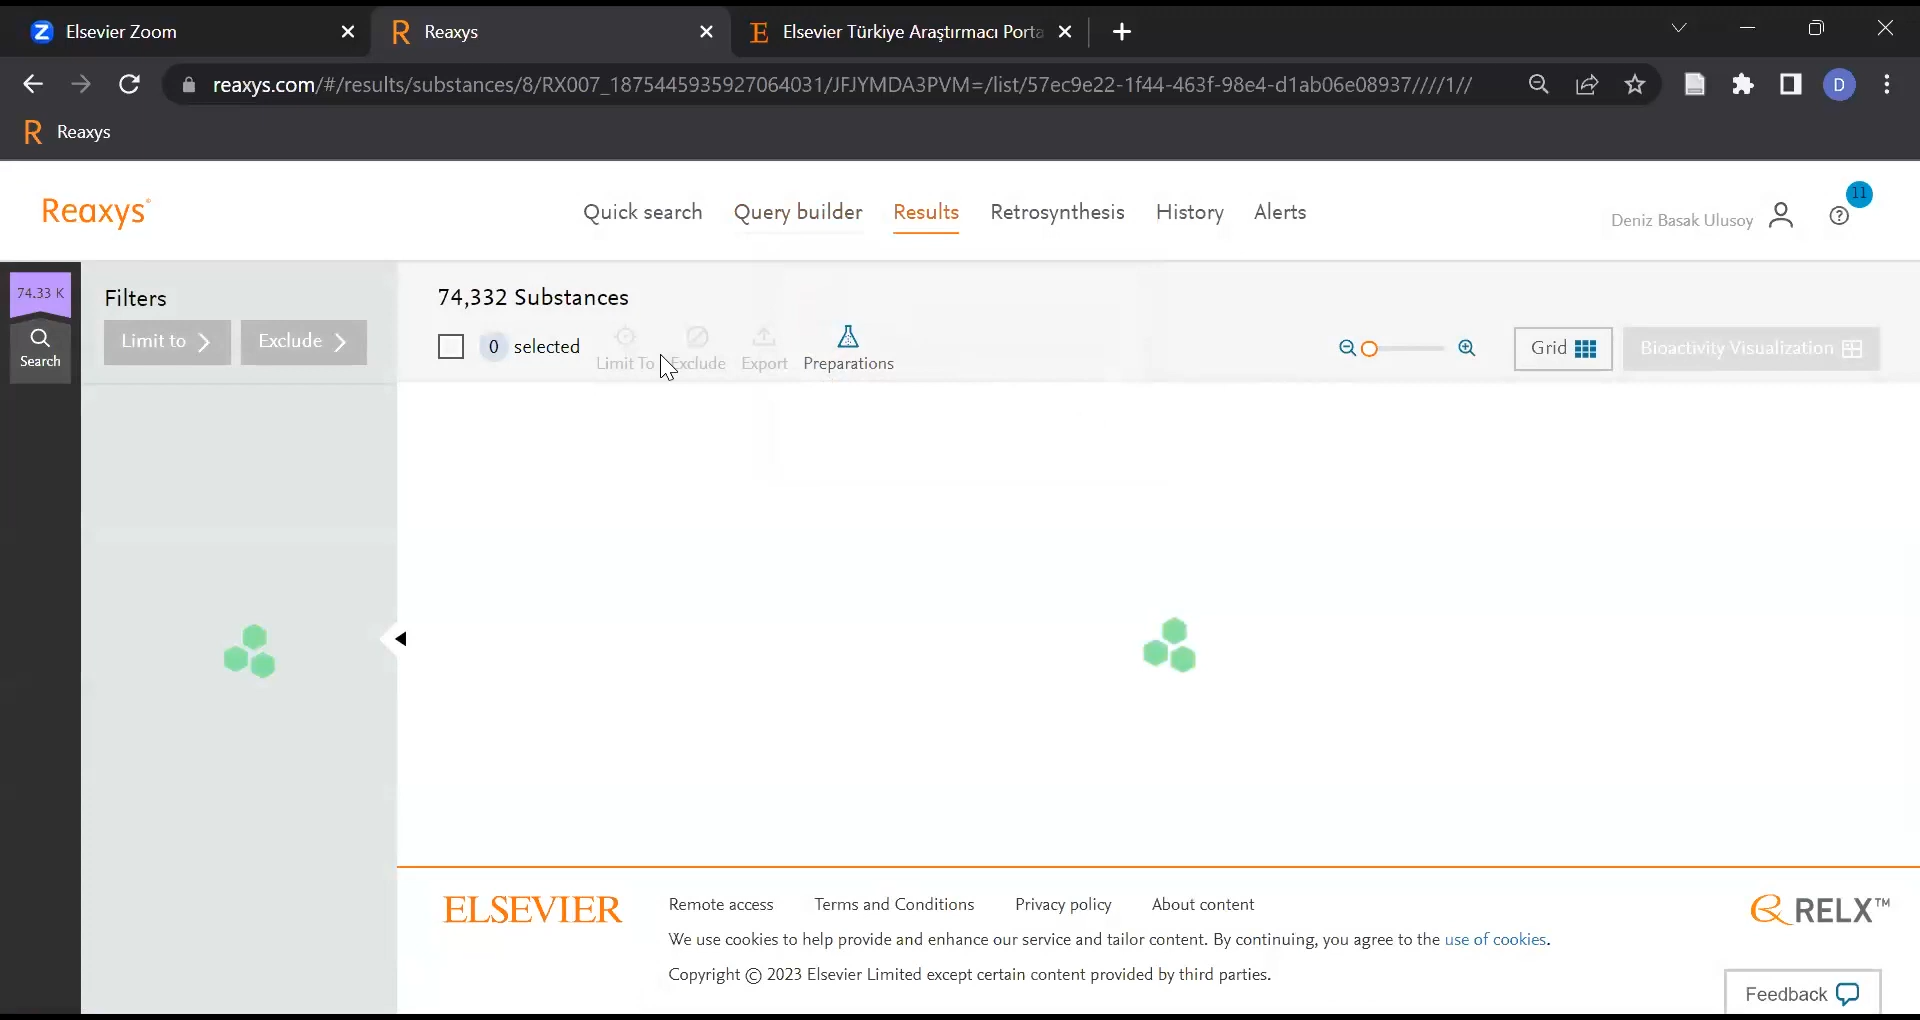 Elsevier Zoom
Reaxys
Elsevier Türkiye Araştırmacı Porta
reaxys.com/#/results/substances/8/RX007_1875445935927064031/JFJYMDA3PVM=/list/57ec9e22-1f44-463f-98e4-d1ab06e08937////1//
D
Reaxys
Reaxys
Quick search
Query builder
Results
Retrosynthesis
History
Alerts
Deniz Basak Ulusoy
11
74.33 K
Search
Filters
Limit to
Exclude
74,332 Substances
0 selected
Limit To
Exclude
Export
Preparations
Grid
Bioactivity Visualization
ELSEVIER
Remote access
Terms and Conditions
Privacy policy
About content
We use cookies to help provide and enhance our service and tailor content. By continuing, you agree to the use of cookies.
Copyright © 2023 Elsevier Limited except certain content provided by third parties.
RELX™
Feedback